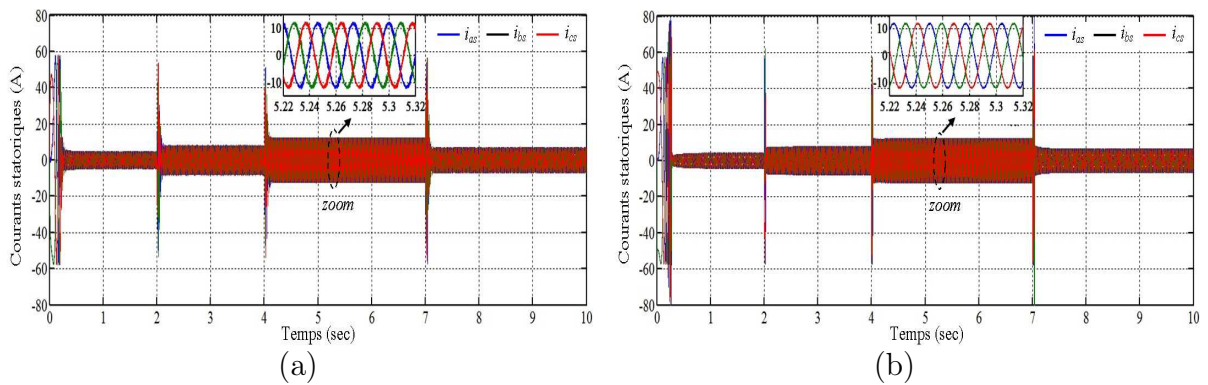 Courants statoriques (A)
80
60
40
20
0
-20
-40
-60
-80
10
0
-10
5.22 5.24 5.26 5.28 5.3 5.32
ias ibs ics
zoom
0 1 2 3 4 5 6 7 8 9 10
Temps (sec)
(a)
Courants statoriques (A)
80
60
40
20
0
-20
-40
-60
-80
10
0
-10
5.22 5.24 5.26 5.28 5.3 5.32
ias ibs ics
zoom
0 1 2 3 4 5 6 7 8 9 10
Temps (sec)
(b)